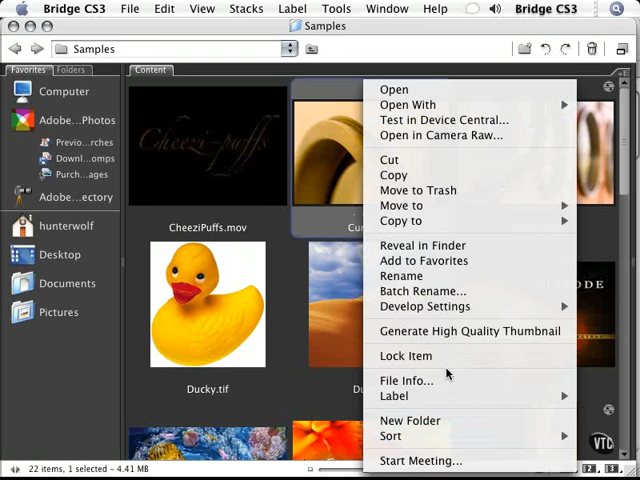 Bridge CS3 File Edit View Stacks Label Tools Window Bridge CS3
Samples
Samples
Favorites Folders
Content
Computer
Adobe...Photos
Previo...rches
Downl...omps
Purch...ages
Adobe...ectory
hunterwolf
Desktop
Documents
Pictures
Cheezi-puffs
CheeziPuffs.mov
Ducky.tif
Open
Open With
Test in Device Central...
Open in Camera Raw...
Cut
Copy
Move to Trash
Move to
Copy to
Reveal in Finder
Add to Favorites
Rename
Batch Rename...
Develop Settings
Generate High Quality Thumbnail
Lock Item
File Info...
Label
New Folder
Sort
Start Meeting...
VTC
22 items, 1 selected - 4.41 MB
2 3